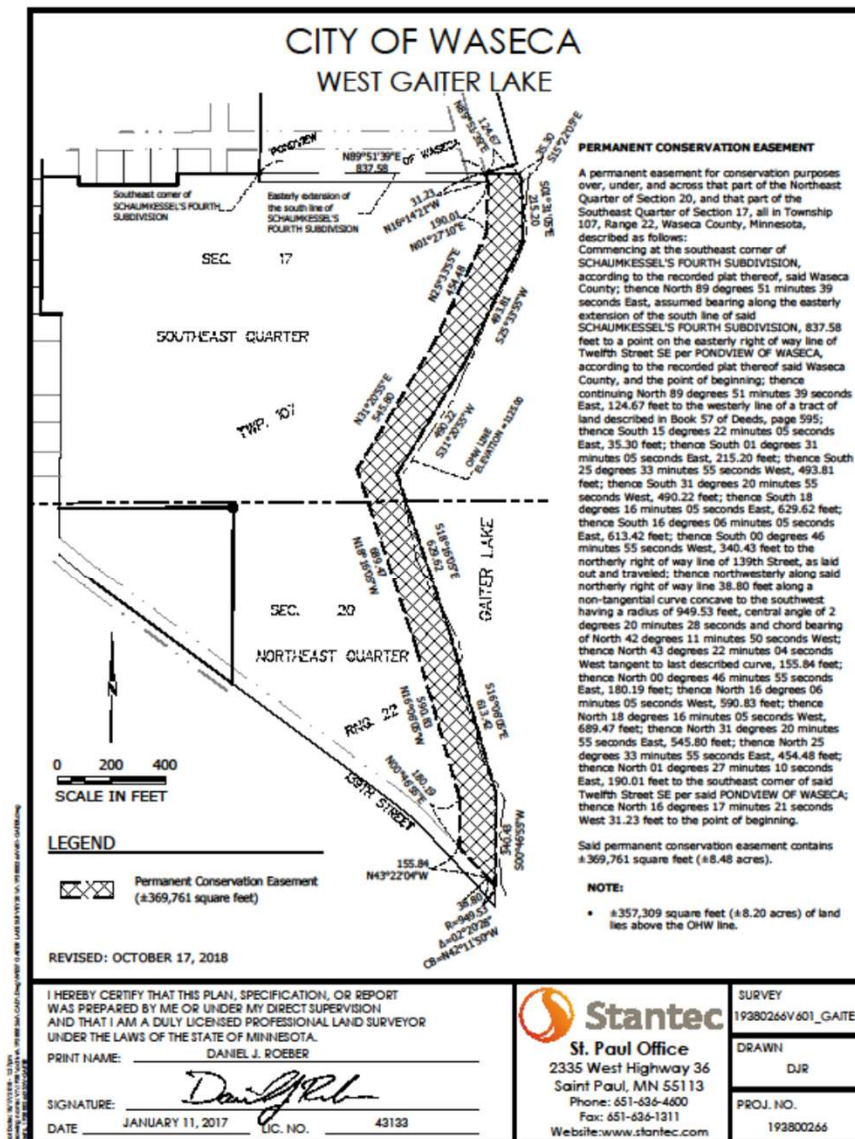 CITY OF WASECA
WEST GAITER LAKE
PONDVIEW
OF WASECA
N89°51'39"E
837.58
N89°51'39"E
124.67
35.30
S15°22'05"E
Southeast corner of
SCHAUMKESSEL'S FOURTH
SUBDIVISION
Easterly extension of
the south line of
SCHAUMKESSEL'S
FOURTH SUBDIVISION
31.23
N16°14'21"W
190.01
N01°27'10"E
S01°31'05"E
215.20
SEC. 17
N25°33'55"E
454.48
493.81
S25°33'55"W
SOUTHEAST QUARTER
N31°20'55"E
545.80
TWP. 107
490.22
S31°20'55"W
OHW LINE
ELEVATION = 1125.00
N18°16'05"W
689.47
S18°16'05"E
629.62
GAITER LAKE
SEC. 20
NORTHEAST QUARTER
RNG. 22
N16°06'05"W
590.83
S16°06'05"E
613.42
N
139TH STREET
N00°46'55"E
180.19
340.43
S00°46'55"W
155.84
N43°22'04"W
38.80
R=949.53
Δ=02°20'28"
CB=N42°11'50"W
0 200 400
SCALE IN FEET
LEGEND
Permanent Conservation Easement
(±369,761 square feet)
REVISED: OCTOBER 17, 2018
PERMANENT CONSERVATION EASEMENT
A permanent easement for conservation purposes
over, under, and across that part of the Northeast
Quarter of Section 20, and that part of the
Southeast Quarter of Section 17, all in Township
107, Range 22, Waseca County, Minnesota,
described as follows:
Commencing at the southeast corner of
SCHAUMKESSEL'S FOURTH SUBDIVISION,
according to the recorded plat thereof, said Waseca
County; thence North 89 degrees 51 minutes 39
seconds East, assumed bearing along the easterly
extension of the south line of said
SCHAUMKESSEL'S FOURTH SUBDIVISION, 837.58
feet to a point on the easterly right of way line of
Twelfth Street SE per PONDVIEW OF WASECA,
according to the recorded plat thereof said Waseca
County, and the point of beginning; thence
continuing North 89 degrees 51 minutes 39 seconds
East, 124.67 feet to the westerly line of a tract of
land described in Book 57 of Deeds, page 595;
thence South 15 degrees 22 minutes 05 seconds
East, 35.30 feet; thence South 01 degrees 31
minutes 05 seconds East, 215.20 feet; thence South
25 degrees 33 minutes 55 seconds West, 493.81
feet; thence South 31 degrees 20 minutes 55
seconds West, 490.22 feet; thence South 18
degrees 16 minutes 05 seconds East, 629.62 feet;
thence South 16 degrees 06 minutes 05 seconds
East, 613.42 feet; thence South 00 degrees 46
minutes 55 seconds West, 340.43 feet to the
northerly right of way line of 139th Street, as laid
out and traveled; thence northwesterly along said
northerly right of way line 38.80 feet along a
non-tangential curve concave to the southwest
having a radius of 949.53 feet, central angle of 2
degrees 20 minutes 28 seconds and chord bearing
of North 42 degrees 11 minutes 50 seconds West;
thence North 43 degrees 22 minutes 04 seconds
West tangent to last described curve, 155.84 feet;
thence North 00 degrees 46 minutes 55 seconds
East, 180.19 feet; thence North 16 degrees 06
minutes 05 seconds West, 590.83 feet; thence
North 18 degrees 16 minutes 05 seconds West,
689.47 feet; thence North 31 degrees 20 minutes
55 seconds East, 545.80 feet; thence North 25
degrees 33 minutes 55 seconds East, 454.48 feet;
thence North 01 degrees 27 minutes 10 seconds
East, 190.01 feet to the southeast corner of said
Twelfth Street SE per said PONDVIEW OF WASECA;
thence North 16 degrees 17 minutes 21 seconds
West 31.23 feet to the point of beginning.
Said permanent conservation easement contains
±369,761 square feet (±8.48 acres).
NOTE:
• ±357,309 square feet (±8.20 acres) of land
lies above the OHW line.
I HEREBY CERTIFY THAT THIS PLAN, SPECIFICATION, OR REPORT
WAS PREPARED BY ME OR UNDER MY DIRECT SUPERVISION
AND THAT I AM A DULY LICENSED PROFESSIONAL LAND SURVEYOR
UNDER THE LAWS OF THE STATE OF MINNESOTA.
PRINT NAME: DANIEL J. ROEBER
SIGNATURE:
DATE JANUARY 11, 2017 LIC. NO. 43133
Stantec
St. Paul Office
2335 West Highway 36
Saint Paul, MN 55113
Phone: 651-636-4600
Fax: 651-636-1311
Website:www.stantec.com
SURVEY
19380266V601_GAITE
DRAWN
DJR
PROJ. NO.
193800266